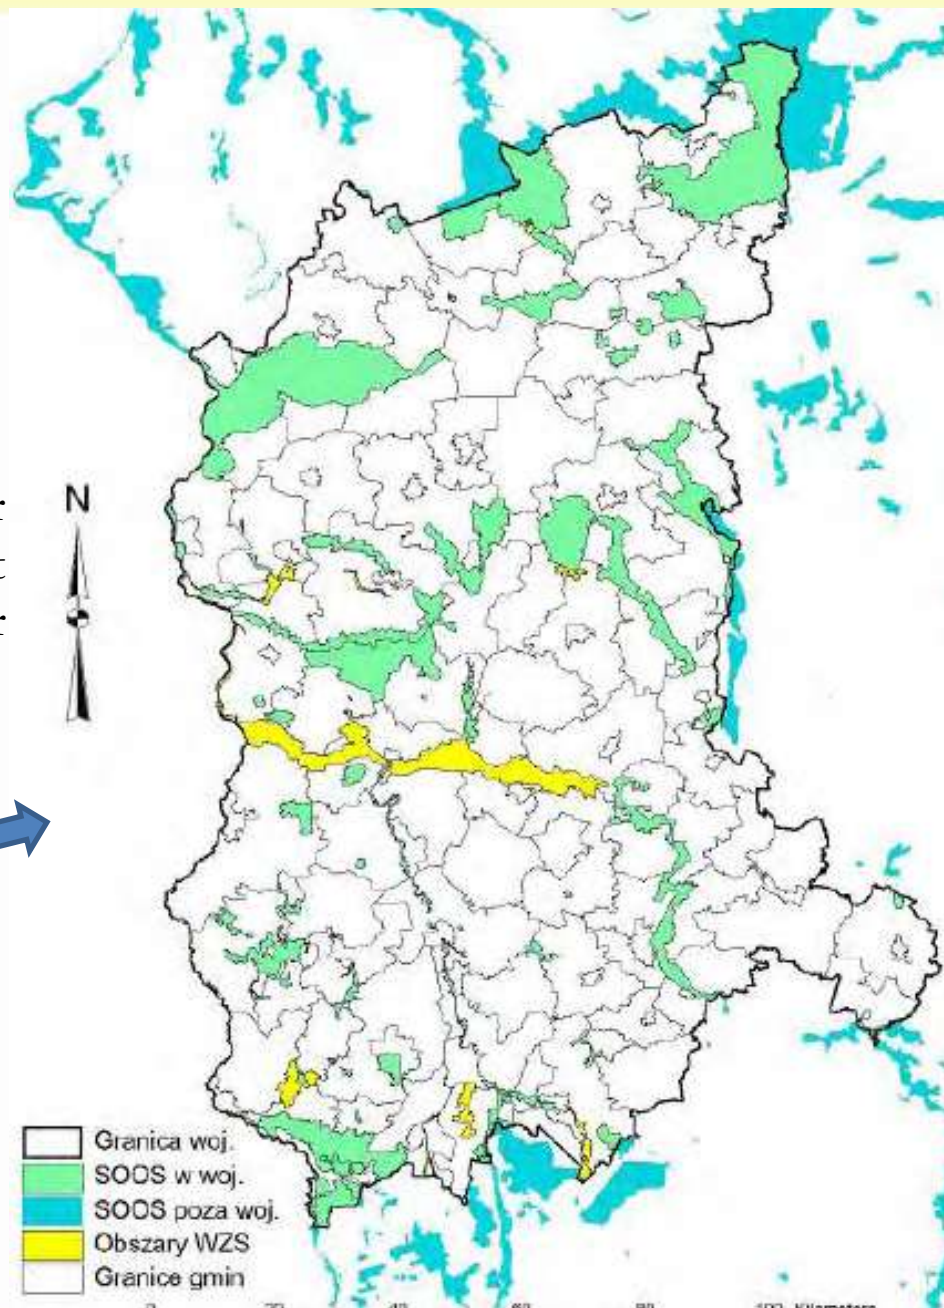 N
Granica woj.
SOOS w woj.
SOOS poza woj.
Obszary WZS
Granice gmin